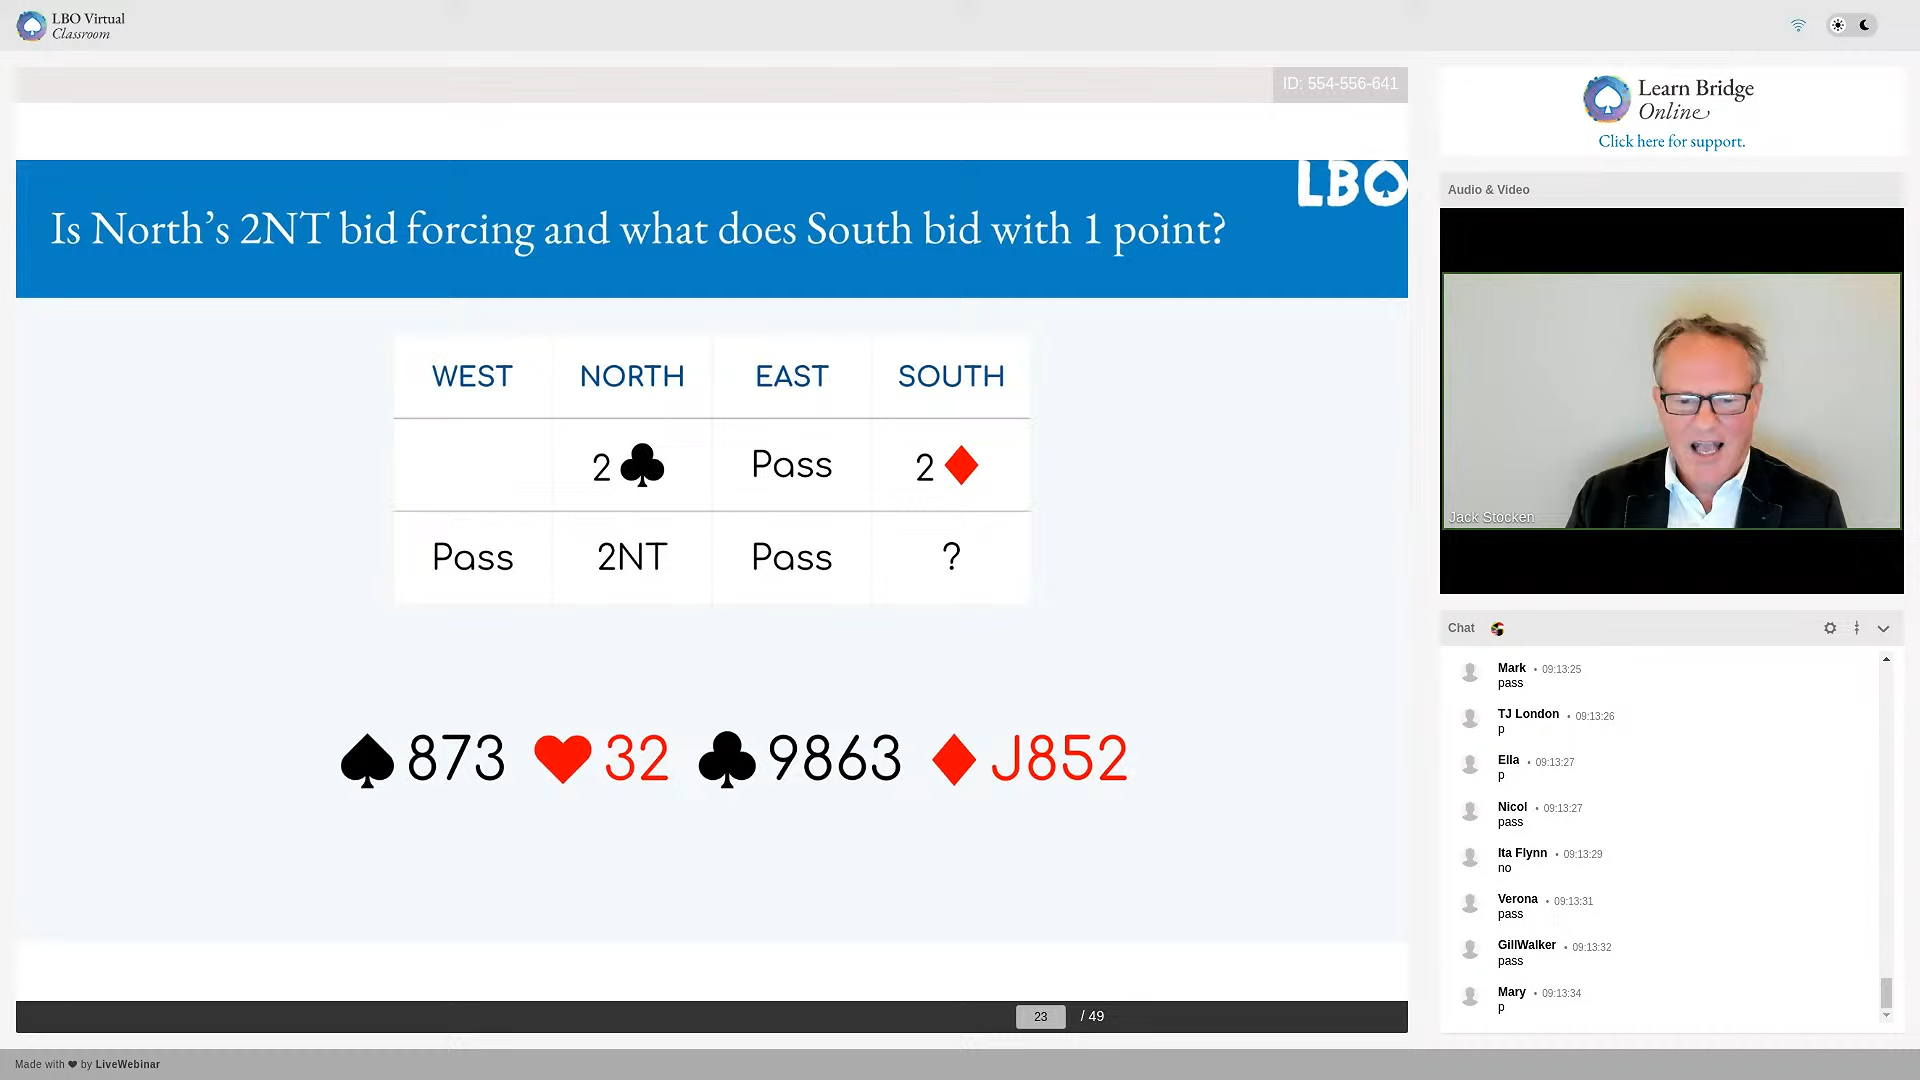 LBO Virtual
Classroom
ID: 554-556-641
LBO
Is North’s 2NT bid forcing and what does South bid with 1 point?
WEST NORTH EAST SOUTH
2♣ Pass 2♦
Pass 2NT Pass ?
♠873 ♥32 ♣9863 ♦J852
23 / 49
Learn Bridge
Online
Click here for support.
Audio & Video
Jack Stocken
Chat
Mark • 09:13:25
pass
TJ London • 09:13:26
p
Ella • 09:13:27
p
Nicol • 09:13:27
pass
Ita Flynn • 09:13:29
no
Verona • 09:13:31
pass
GillWalker • 09:13:32
pass
Mary • 09:13:34
p
Made with ❤ by LiveWebinar